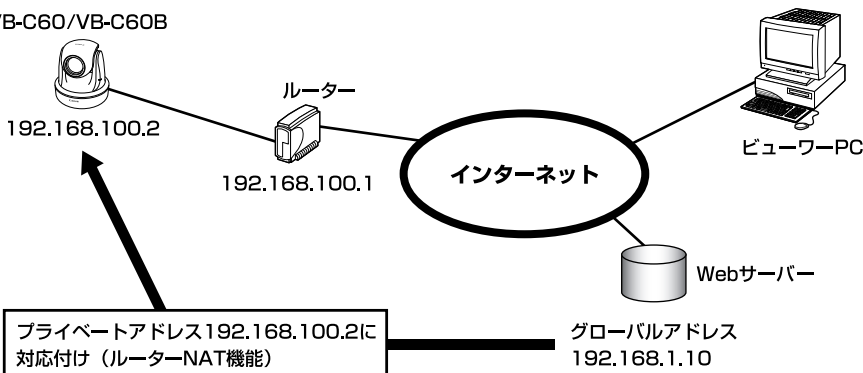 VB-C60/VB-C60B
192.168.100.2
ルーター
192.168.100.1
インターネット
ビューワーPC
Webサーバー
プライベートアドレス192.168.100.2に
対応付け（ルーターNAT機能）
グローバルアドレス
192.168.1.10